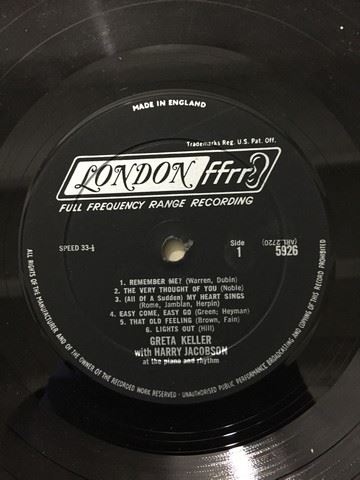 MADE IN ENGLAND
Trademarks Reg. U.S. Pat. Off.
LONDON ffrr
FULL FREQUENCY RANGE RECORDING
SPEED 33⅓
Side
1
(ARL.2720)
5926
1. REMEMBER ME? (Warren, Dubin)
2. THE VERY THOUGHT OF YOU (Noble)
3. (All Of A Sudden) MY HEART SINGS
(Rome, Jamblan, Herpin)
4. EASY COME, EASY GO (Green; Heyman)
5. THAT OLD FEELING (Brown, Fain)
6. LIGHTS OUT (Hill)
GRETA KELLER
with HARRY JACOBSON
at the piano and rhythm
ALL RIGHTS OF THE MANUFACTURER AND OF THE OWNER OF THE RECORDED WORK RESERVED - UNAUTHORISED PUBLIC PERFORMANCE, BROADCASTING AND COPYING OF THIS RECORD PROHIBITED